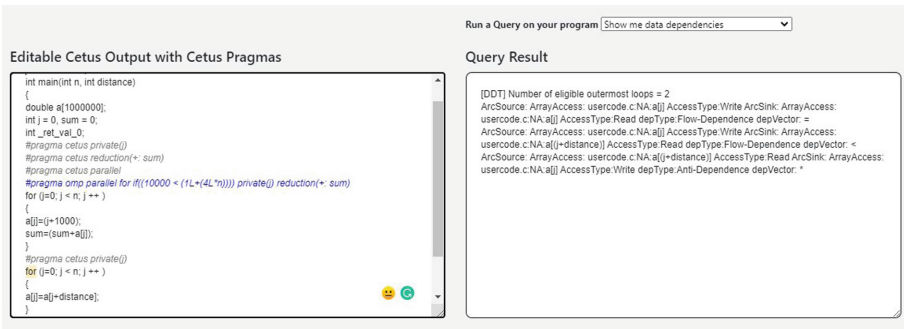 Run a Query on your program Show me data dependencies
Editable Cetus Output with Cetus Pragmas
int main(int n, int distance)
{
double a[1000000];
int j = 0, sum = 0;
int _ret_val_0;
#pragma cetus private(j)
#pragma cetus reduction(+: sum)
#pragma cetus parallel
#pragma omp parallel for if((10000 < (1L+(4L*n)))) private(j) reduction(+: sum)
for (j=0; j < n; j ++ )
{
a[j]=(j+1000);
sum=(sum+a[j]);
}
#pragma cetus private(j)
for (j=0; j < n; j ++ )
{
a[j]=a[j+distance];
}
Query Result
[DDT] Number of eligible outermost loops = 2
ArcSource: ArrayAccess: usercode.c:NA:a[j] AccessType:Write ArcSink: ArrayAccess:
usercode.c:NA:a[j] AccessType:Read depType:Flow-Dependence depVector: =
ArcSource: ArrayAccess: usercode.c:NA:a[j] AccessType:Write ArcSink: ArrayAccess:
usercode.c:NA:a[(j+distance)] AccessType:Read depType:Flow-Dependence depVector: <
ArcSource: ArrayAccess: usercode.c:NA:a[(j+distance)] AccessType:Read ArcSink: ArrayAccess:
usercode.c:NA:a[j] AccessType:Write depType:Anti-Dependence depVector: *